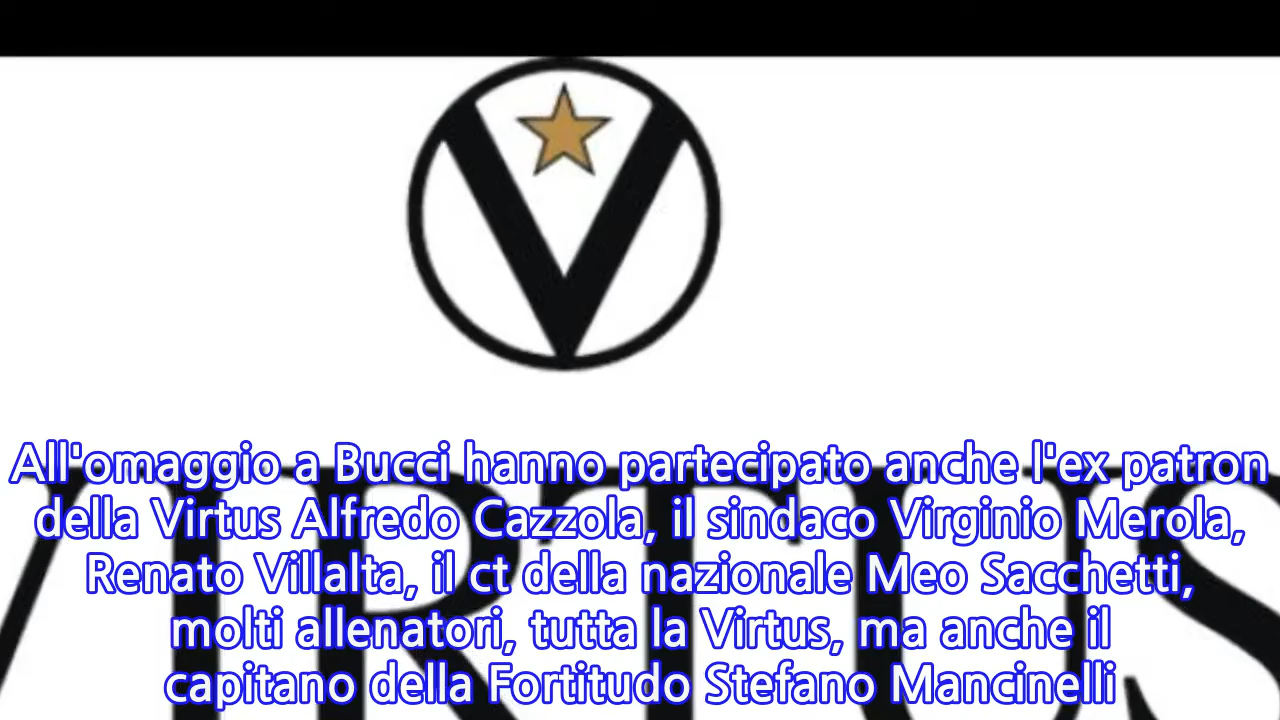 V
All'omaggio a Bucci hanno partecipato anche l'ex patron
della Virtus Alfredo Cazzola, il sindaco Virginio Merola,
Renato Villalta, il ct della nazionale Meo Sacchetti,
molti allenatori, tutta la Virtus, ma anche il
capitano della Fortitudo Stefano Mancinelli
VIRTUS